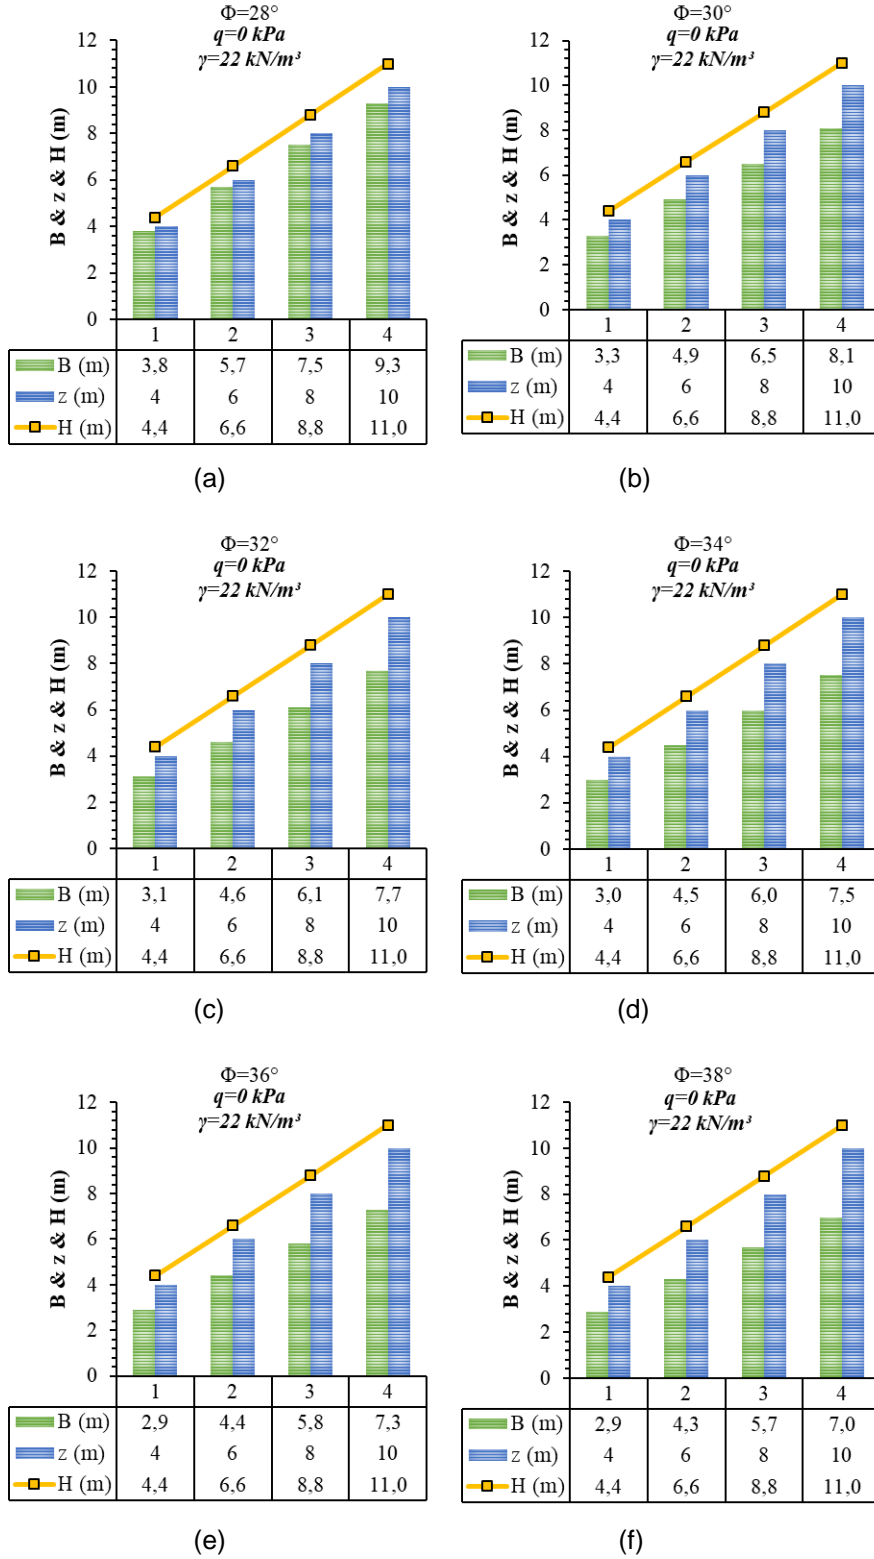 Φ=28°
q=0 kPa
γ=22 kN/m³
B & z & H (m)
12
10
8
6
4
2
0
1 2 3 4
B (m) 3,8 5,7 7,5 9,3
z (m) 4 6 8 10
H (m) 4,4 6,6 8,8 11,0
(a)
Φ=30°
q=0 kPa
γ=22 kN/m³
B & z & H (m)
12
10
8
6
4
2
0
1 2 3 4
B (m) 3,3 4,9 6,5 8,1
z (m) 4 6 8 10
H (m) 4,4 6,6 8,8 11,0
(b)
Φ=32°
q=0 kPa
γ=22 kN/m³
B & z & H (m)
12
10
8
6
4
2
0
1 2 3 4
B (m) 3,1 4,6 6,1 7,7
z (m) 4 6 8 10
H (m) 4,4 6,6 8,8 11,0
(c)
Φ=34°
q=0 kPa
γ=22 kN/m³
B & z & H (m)
12
10
8
6
4
2
0
1 2 3 4
B (m) 3,0 4,5 6,0 7,5
z (m) 4 6 8 10
H (m) 4,4 6,6 8,8 11,0
(d)
Φ=36°
q=0 kPa
γ=22 kN/m³
B & z & H (m)
12
10
8
6
4
2
0
1 2 3 4
B (m) 2,9 4,4 5,8 7,3
z (m) 4 6 8 10
H (m) 4,4 6,6 8,8 11,0
(e)
Φ=38°
q=0 kPa
γ=22 kN/m³
B & z & H (m)
12
10
8
6
4
2
0
1 2 3 4
B (m) 2,9 4,3 5,7 7,0
z (m) 4 6 8 10
H (m) 4,4 6,6 8,8 11,0
(f)